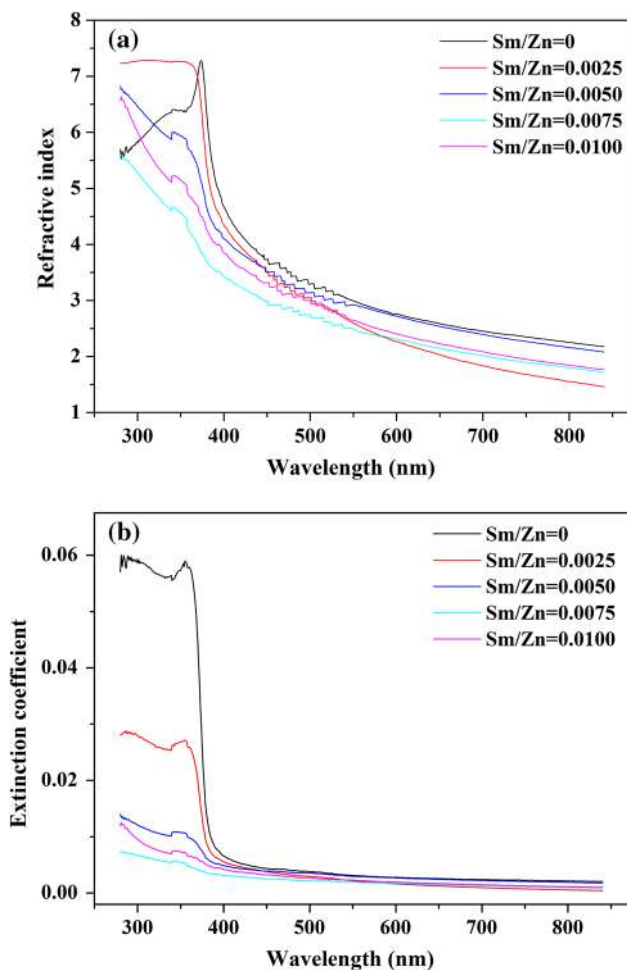 (a)
Sm/Zn=0
Sm/Zn=0.0025
Sm/Zn=0.0050
Sm/Zn=0.0075
Sm/Zn=0.0100
8
7
6
5
4
3
2
1
Refractive index
300 400 500 600 700 800
Wavelength (nm)
(b)
Sm/Zn=0
Sm/Zn=0.0025
Sm/Zn=0.0050
Sm/Zn=0.0075
Sm/Zn=0.0100
0.06
0.04
0.02
0.00
Extinction coefficient
300 400 500 600 700 800
Wavelength (nm)